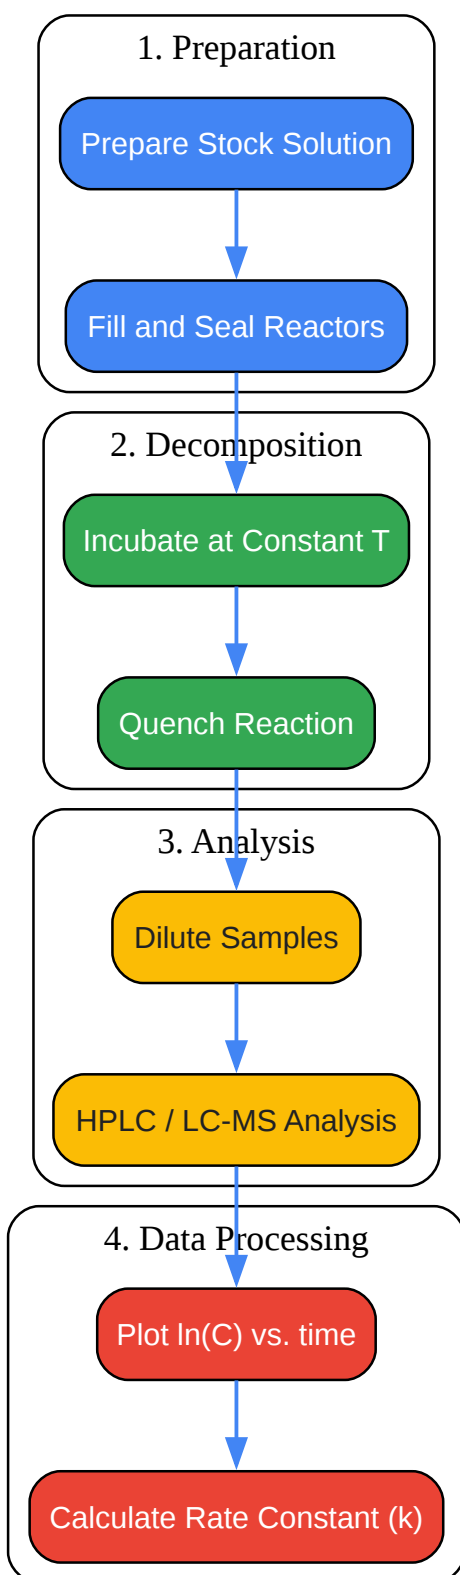 1. Preparation
Prepare Stock Solution
Fill and Seal Reactors
2. Decomposition
Incubate at Constant T
Quench Reaction
3. Analysis
Dilute Samples
HPLC / LC-MS Analysis
4. Data Processing
Plot ln(C) vs. time
Calculate Rate Constant (k)